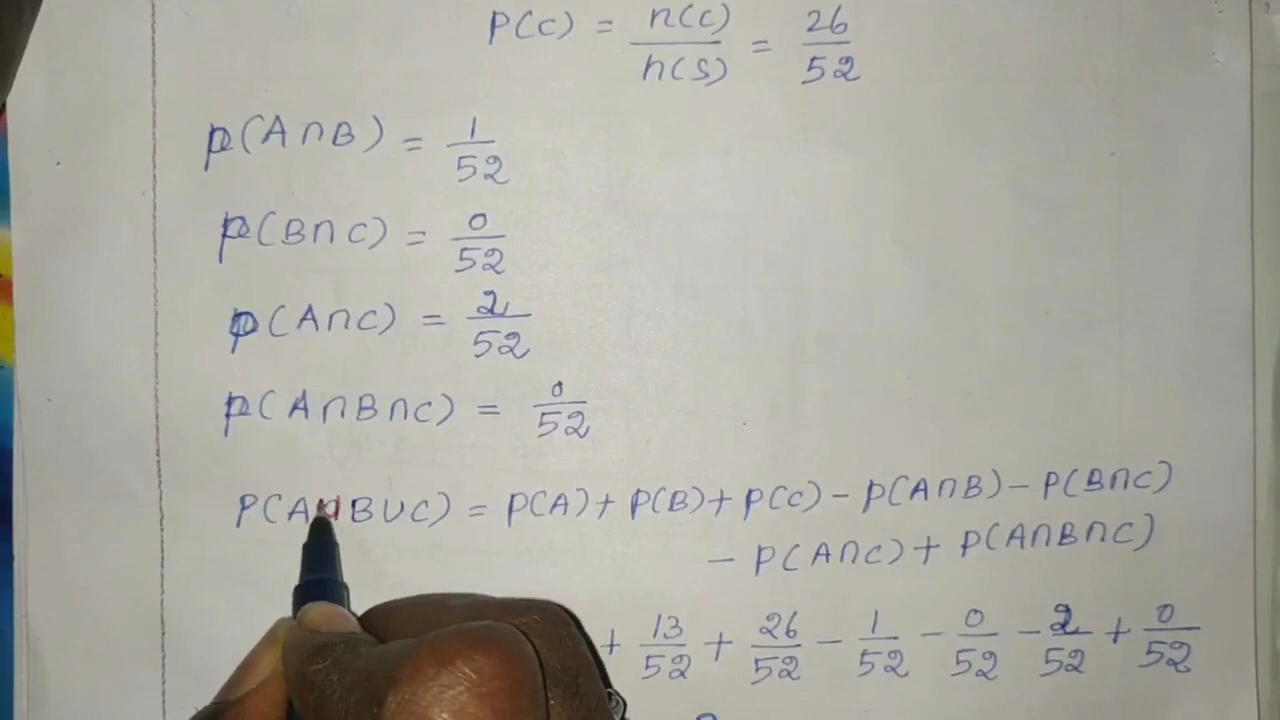 P(C) = n(C)/n(S) = 26/52
P(A∩B) = 1/52
P(B∩C) = 0/52
P(A∩C) = 2/52
P(A∩B∩C) = 0/52
P(A B∪C) = P(A) + P(B) + P(C) - P(A∩B) - P(B∩C)
- P(A∩C) + P(A∩B∩C)
+ 13/52 + 26/52 - 1/52 - 0/52 - 2/52 + 0/52